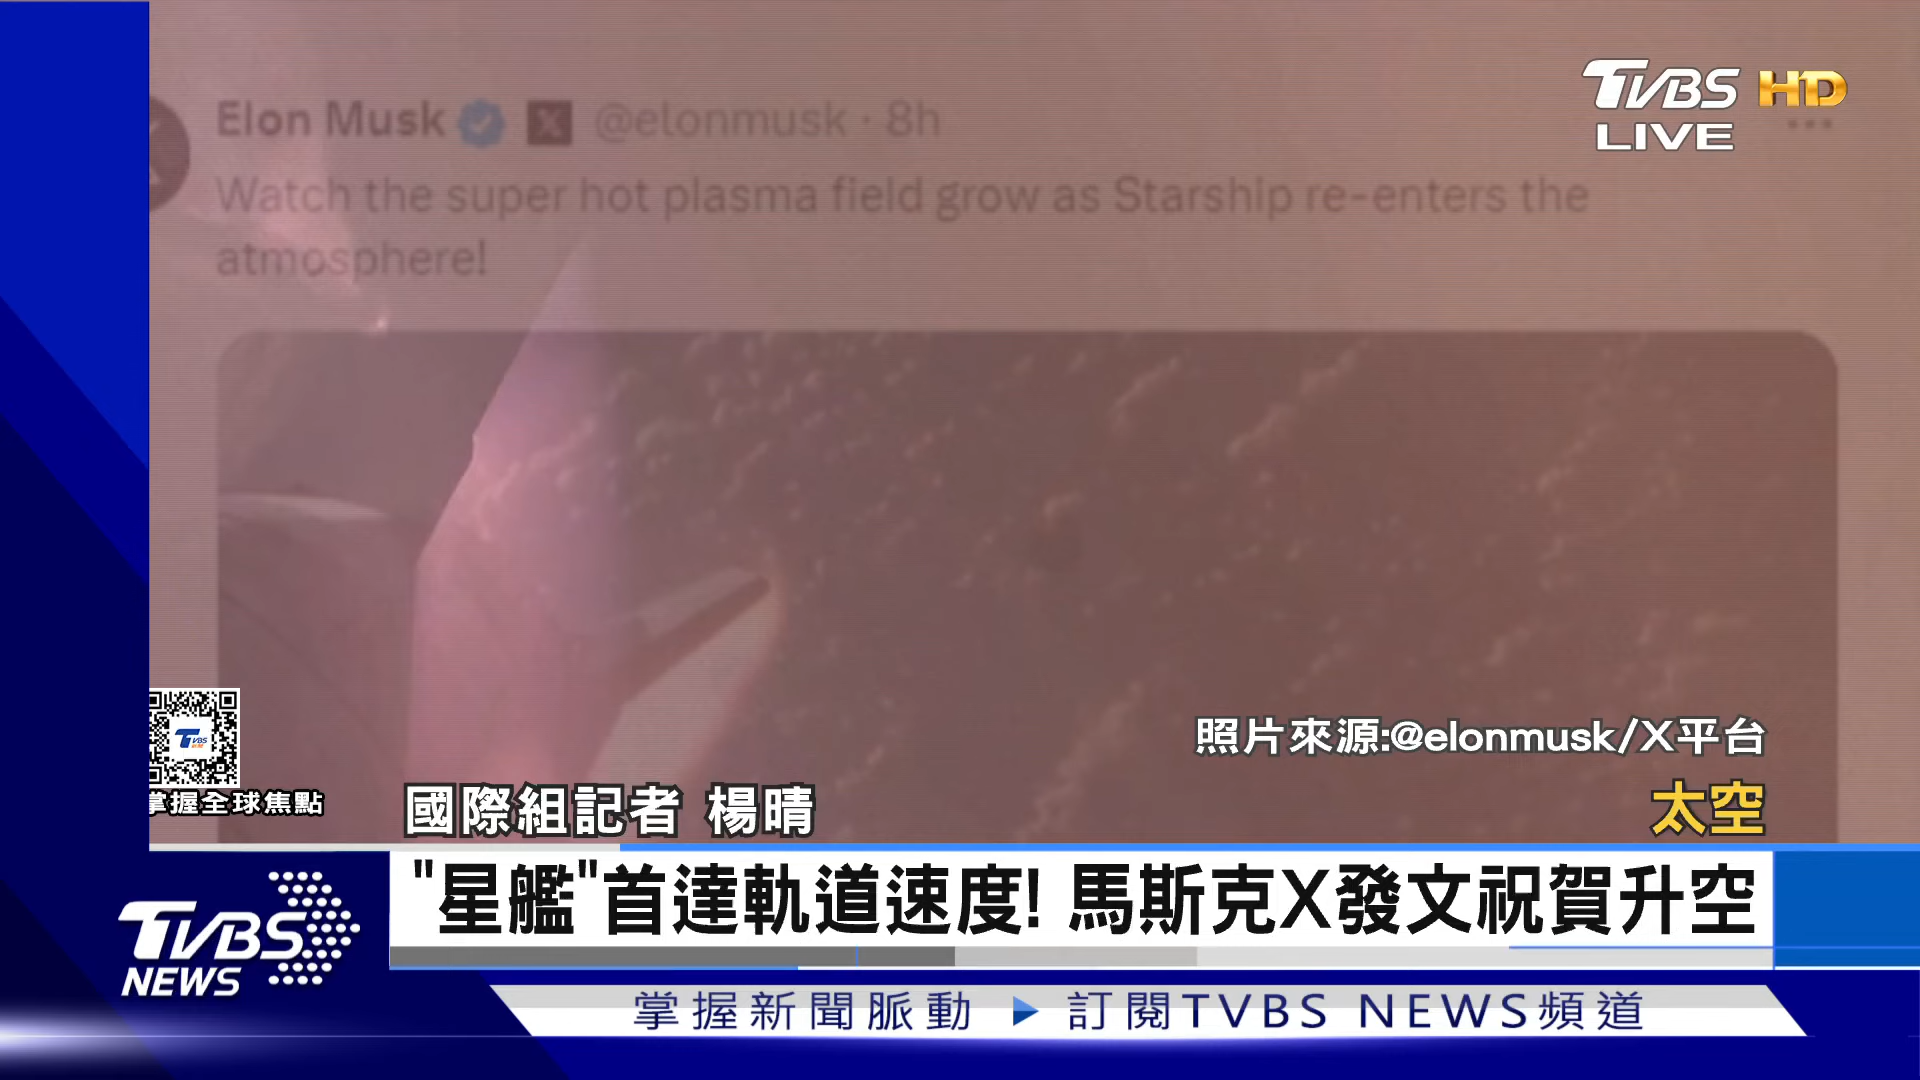 TVBS HD
LIVE
Elon Musk @elonmusk · 8h
Watch the super hot plasma field grow as Starship re-enters the
atmosphere!
TVBS
掌握全球焦點
照片來源:@elonmusk/X平台
國際組記者 楊晴
太空
"星艦"首達軌道速度! 馬斯克X發文祝賀升空
TVBS
NEWS
掌握新聞脈動 ▶ 訂閱TVBS NEWS頻道